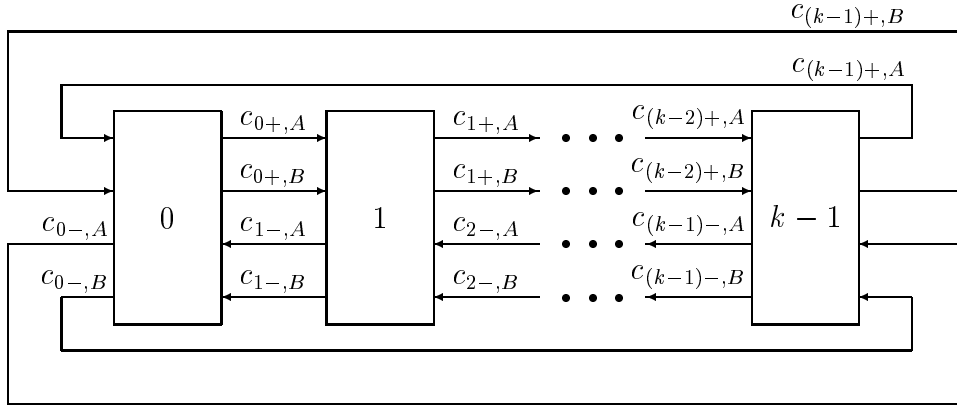 c_{(k-1)+,B}
c_{(k-1)+,A}
c_{0+,A} c_{1+,A} c_{(k-2)+,A}
c_{0+,B} c_{1+,B} c_{(k-2)+,B}
0 1 k − 1
c_{0-,A} c_{1-,A} c_{2-,A} c_{(k-1)-,A}
c_{0-,B} c_{1-,B} c_{2-,B} c_{(k-1)-,B}